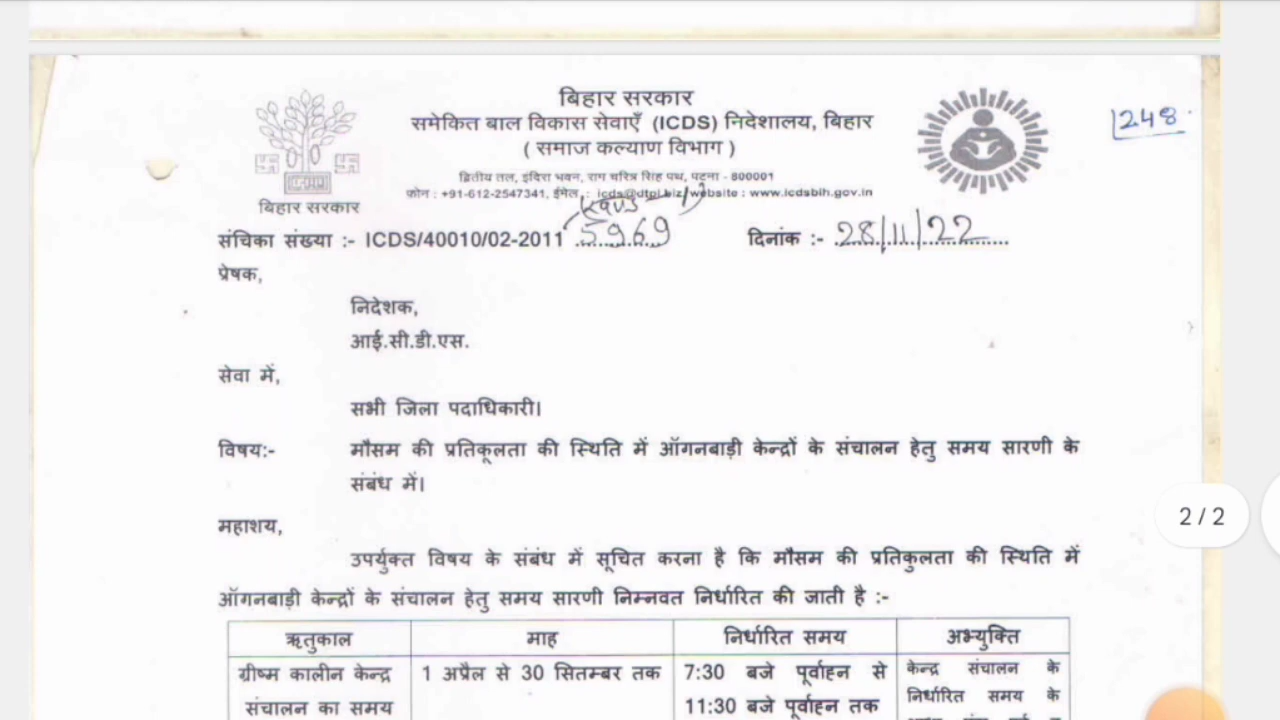 बिहार सरकार
समेकित बाल विकास सेवाएँ (ICDS) निदेशालय, बिहार
( समाज कल्याण विभाग )
द्वितीय तल, इंदिरा भवन, राम चरित्र सिंह पथ, पटना - 800001
फोन : +91-612-2547341, ईमेल : icds@dtpl.biz/website : www.icdsbih.gov.in
बिहार सरकार
1248
संचिका संख्या :- ICDS/40010/02-2011 5969 दिनांक :- 28/11/22
प्रेषक,
निदेशक,
आई.सी.डी.एस.
सेवा में,
सभी जिला पदाधिकारी।
विषय:- मौसम की प्रतिकूलता की स्थिति में ऑगनबाड़ी केन्द्रों के संचालन हेतु समय सारणी के
संबंध में।
महाशय,
उपर्युक्त विषय के संबंध में सूचित करना है कि मौसम की प्रतिकुलता की स्थिति में
ऑगनबाड़ी केन्द्रों के संचालन हेतु समय सारणी निम्नवत निर्धारित की जाती है :-
ऋतुकाल माह निर्धारित समय अभ्युक्ति
ग्रीष्म कालीन केन्द्र 1 अप्रैल से 30 सितम्बर तक 7:30 बजे पूर्वाहन से केन्द्र संचालन के
संचालन का समय 11:30 बजे पूर्वाहन तक निर्धारित समय के
2 / 2